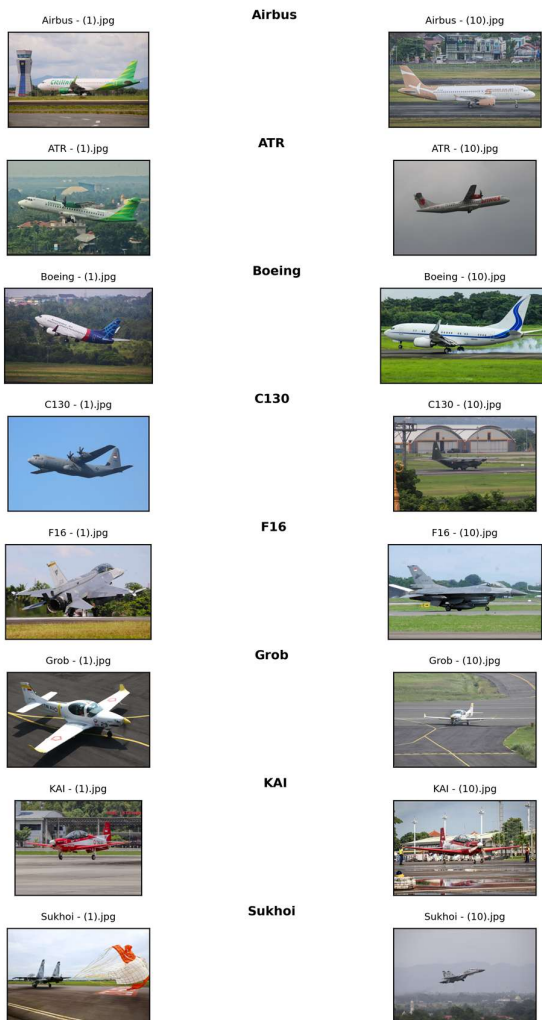 Airbus
Airbus - (1).jpg
Airbus - (10).jpg
ATR
ATR - (1).jpg
ATR - (10).jpg
Boeing
Boeing - (1).jpg
Boeing - (10).jpg
C130
C130 - (1).jpg
C130 - (10).jpg
F16
F16 - (1).jpg
F16 - (10).jpg
Grob
Grob - (1).jpg
Grob - (10).jpg
KAI
KAI - (1).jpg
KAI - (10).jpg
Sukhoi
Sukhoi - (1).jpg
Sukhoi - (10).jpg